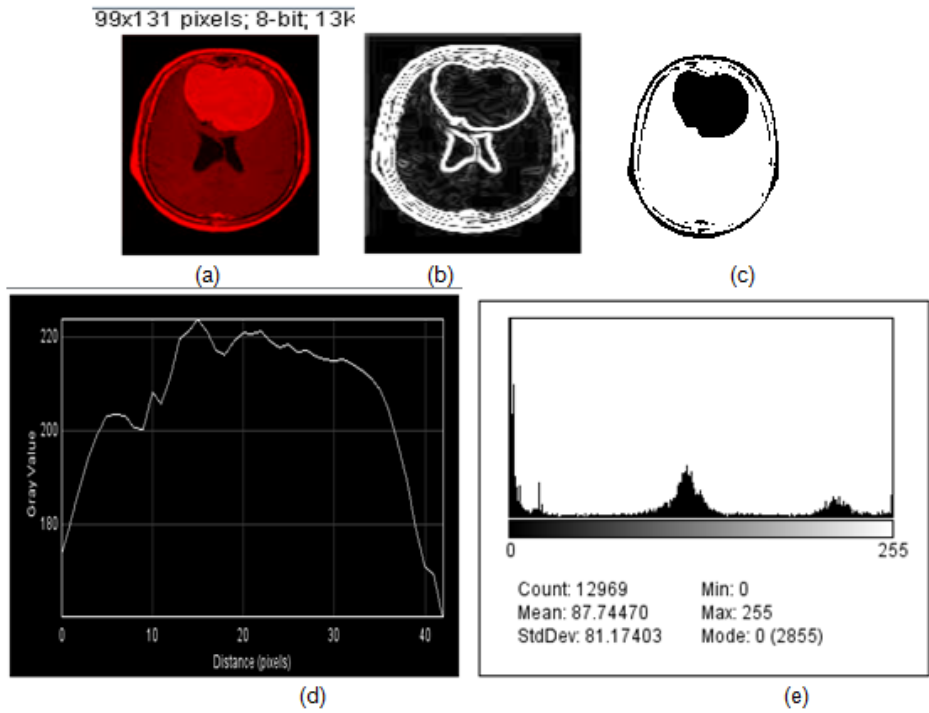 99x131 pixels; 8-bit; 13K
(a)
(b)
(c)
220
200
180
Gray Value
0
10
20
30
40
Distance (pixels)
(d)
0
255
Count: 12969
Min: 0
Mean: 87.74470
Max: 255
StdDev: 81.17403
Mode: 0 (2855)
(e)